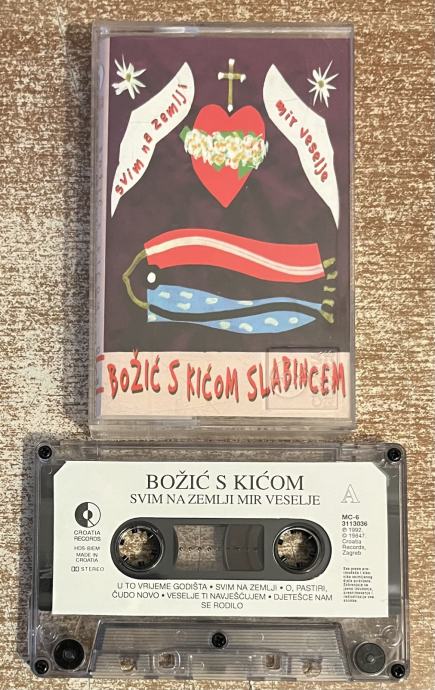 svim na zemlji
mir veselje
BOŽIĆ S KIĆOM SLABINCEM
BOŽIĆ S KIĆOM
SVIM NA ZEMLJI MIR VESELJE
A
CROATIA
RECORDS
HDS-BIEM
MADE IN
CROATIA
STEREO
MC-6
3113036
℗ 1992.
© 19847.
Croatia
Records,
Zagreb
U TO VRIJEME GODIŠTA • SVIM NA ZEMLJI • O, PASTIRI,
ČUDO NOVO • VESELJE TI NAVJEŠĆUJEM • DJETEŠCE NAM
SE RODILO